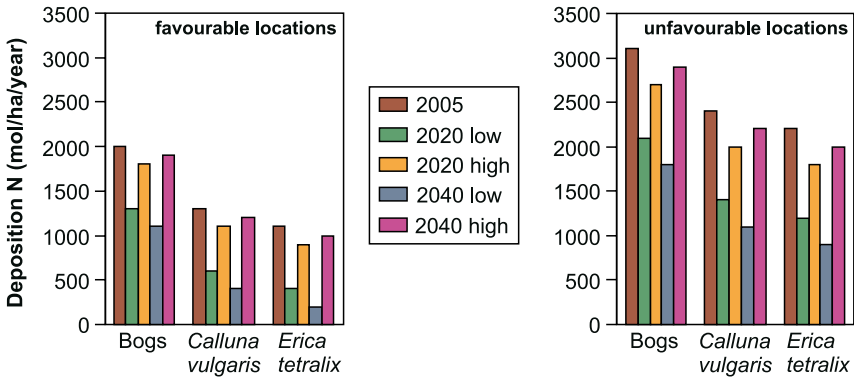 Deposition N (mol/ha/year)
3500
3000
2500
2000
1500
1000
500
0
favourable locations
Bogs
Calluna
vulgaris
Erica
tetralix
2005
2020 low
2020 high
2040 low
2040 high
3500
3000
2500
2000
1500
1000
500
0
unfavourable locations
Bogs
Calluna
vulgaris
Erica
tetralix